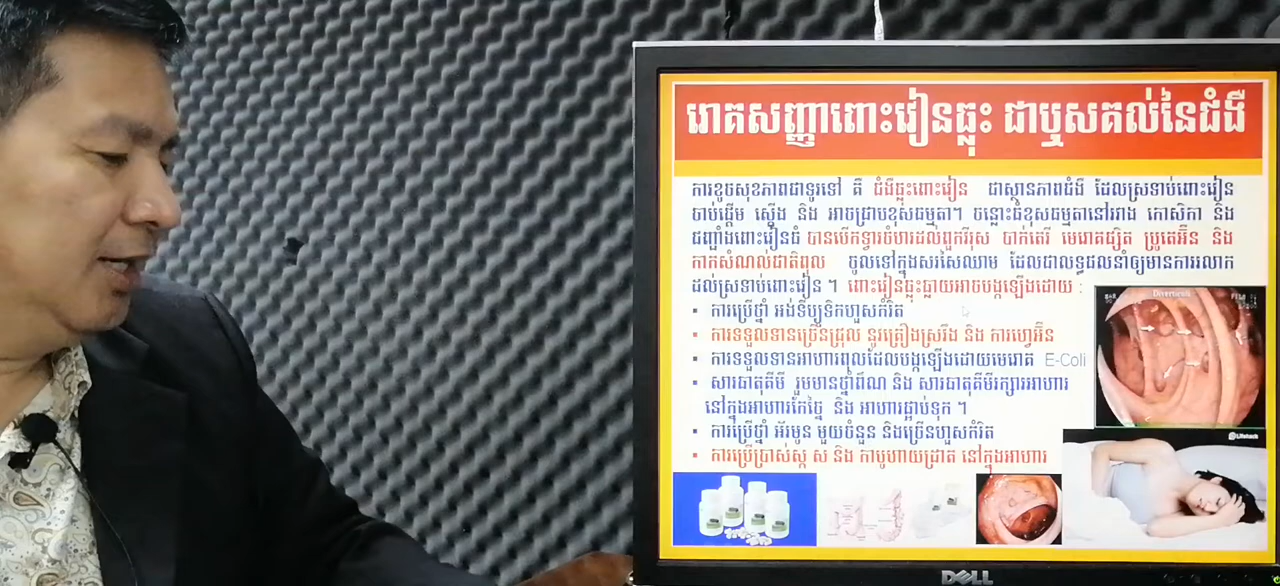 រោគសញ្ញាពោះវៀនធ្លុះ ជាឬសគល់នៃជំងឺ
ការខូចសុខភាពជាទូរទៅ គឺ ជំងឺធ្លុះពោះវៀន ជាស្ថានភាពជំងឺ ដែលស្រទាប់ពោះវៀន
ចាប់ផ្តើម ស្តើង និង អាចជ្រាបខុសធម្មតា។ ចន្លោះធំខុសធម្មតានៅរវាង កោសិកា និង
ជញ្ជាំងពោះវៀនធំ បានបើកទ្វារចំហរដល់ពួកវីរុស បាក់តេរី មេរោគផ្សិត ប្រូតេអ៊ីន និង
កាកសំណល់ជាតិពុល ចូលទៅក្នុងសរសៃឈាម ដែលជាលទ្ធផលនាំឲ្យមានការរលាក
ដល់ស្រទាប់ពោះវៀន ។ ពោះវៀនធ្លុះធ្លាយអាចបង្កឡើងដោយ :
▪ ការប្រើថ្នាំ អង់ទីប្យូទិកហួសកំរិត
▪ ការទទួលទានច្រើនជ្រុល នូវគ្រឿងស្រវឹង និង ការហ្វេអ៊ីន
▪ ការទទួលទានអាហារពុលដែលបង្កឡើងដោយមេរោគ E-Coli
▪ សារធាតុគីមី រួមមានថ្នាំពណ៌ និង សារធាតុគីមីរក្សារអាហារ
នៅក្នុងអាហារកែច្នៃ និង អាហារផ្អាប់ទុក ។
▪ ការប្រើថ្នាំ អ័រមូន មួយចំនួន និងច្រើនហួសកំរិត
▪ ការប្រើប្រាស់ស្ករ ស និង កាបូហាយដ្រាត នៅក្នុងអាហារ
Diverticuli
Lifetech
DELL